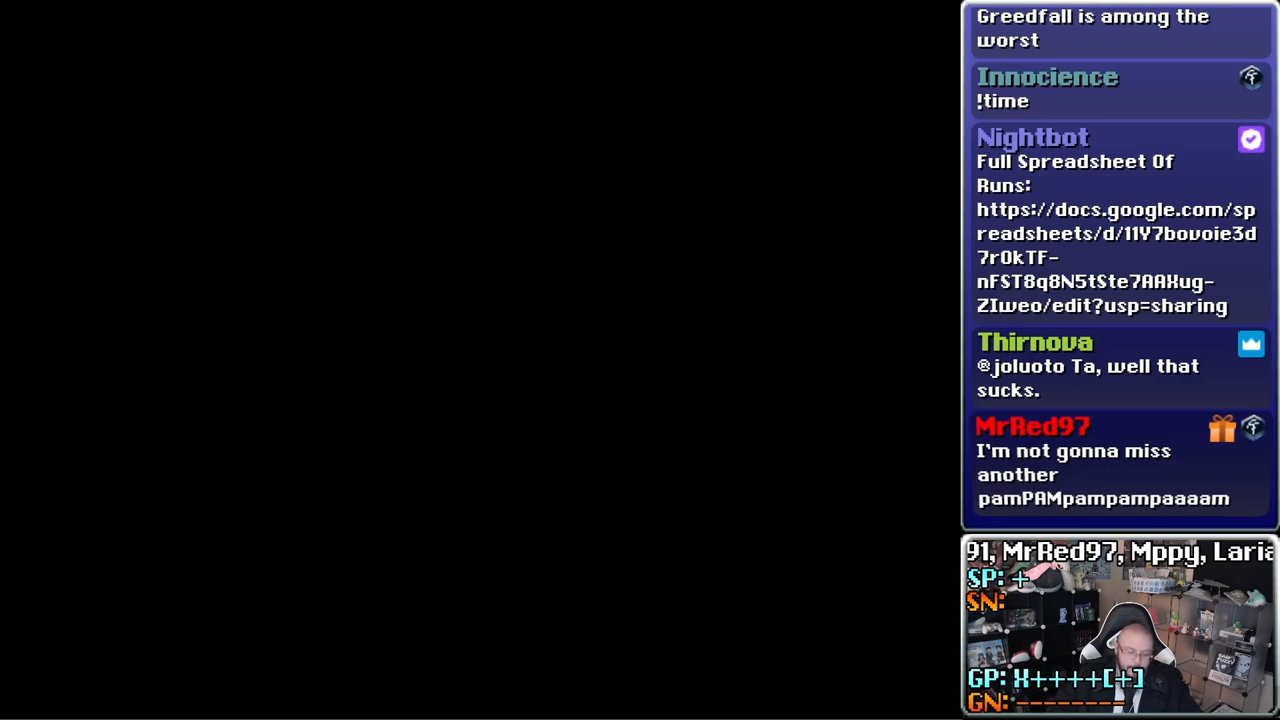 Greedfall is among the
worst
Innocience
!time
Nightbot
Full Spreadsheet Of
Runs:
https://docs.google.com/sp
readsheets/d/11Y7bovoie3d
7rOkTF-
nFST8q8N5tSte7AAXug-
ZIweo/edit?usp=sharing
Thirnova
@joluoto Ta, well that
sucks.
MrRed97
I'm not gonna miss
another
pamPAMpampampaaaam
91, MrRed97, Mppy, Laria
SP: +
SN:
GP: X++++[+]
GN: --------